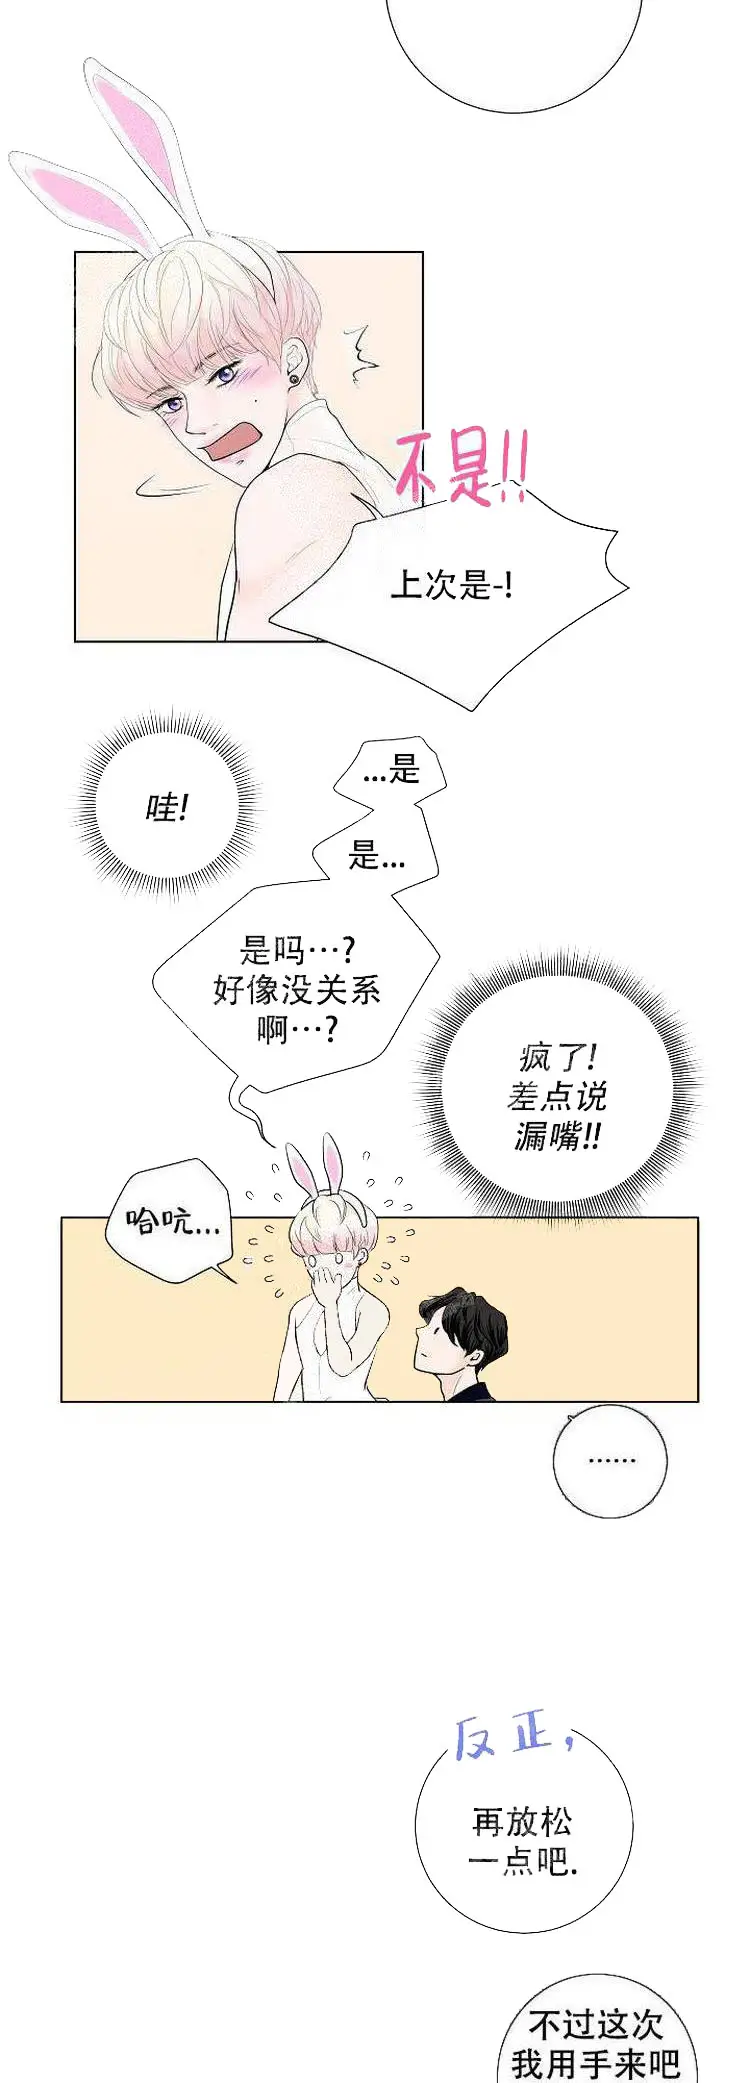 不是!!
上次是-!
哇!
...是
是...
是吗…?
好像没关系
啊…?
疯了!
差点说
漏嘴!!
哈吭...
......
反正,
再放松
一点吧.
不过这次
我用手来吧